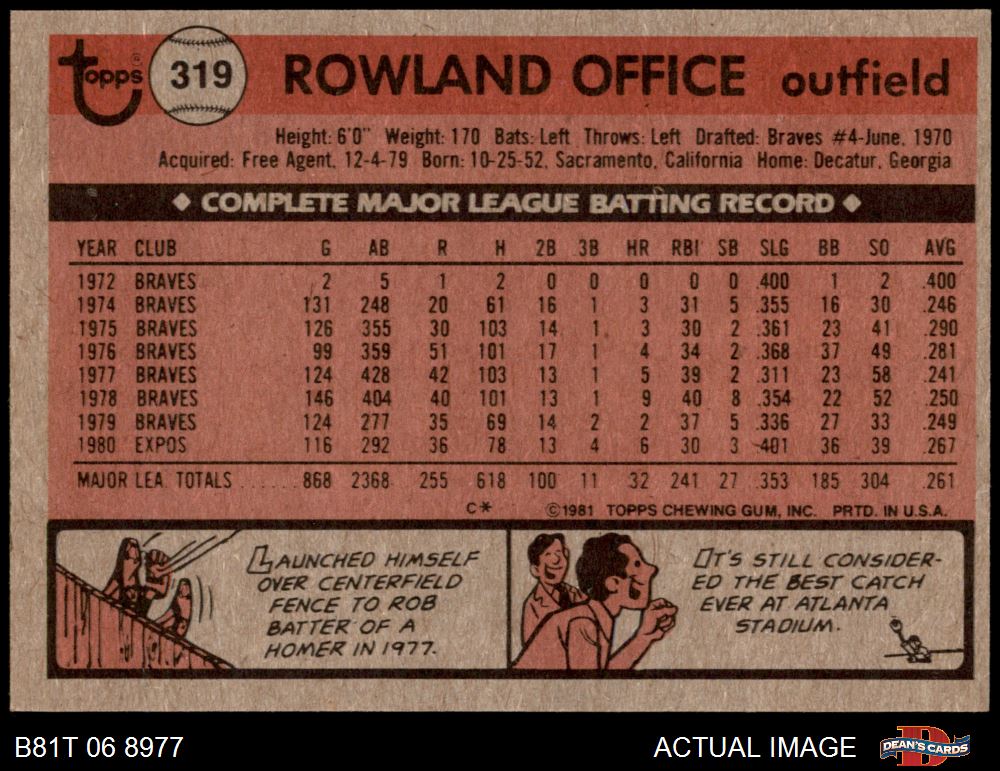 Topps® 319 ROWLAND OFFICE outfield
Height: 6'0" Weight: 170 Bats: Left Throws: Left Drafted: Braves #4-June, 1970
Acquired: Free Agent, 12-4-79 Born: 10-25-52, Sacramento, California Home: Decatur, Georgia
◆ COMPLETE MAJOR LEAGUE BATTING RECORD ◆
YEAR CLUB G AB R H 2B 3B HR RBI SB SLG BB SO AVG
1972 BRAVES 2 5 1 2 0 0 0 0 0 .400 1 2 .400
1974 BRAVES 131 248 20 61 16 1 3 31 5 .355 16 30 .246
1975 BRAVES 126 355 30 103 14 1 3 30 2 .361 23 41 .290
1976 BRAVES 99 359 51 101 17 1 4 34 2 .368 37 49 .281
1977 BRAVES 124 428 42 103 13 1 5 39 2 .311 23 58 .241
1978 BRAVES 146 404 40 101 13 1 9 40 8 .354 22 52 .250
1979 BRAVES 124 277 35 69 14 2 2 37 5 .336 27 33 .249
1980 EXPOS 116 292 36 78 13 4 6 30 3 .401 36 39 .267
MAJOR LEA. TOTALS ...... 868 2368 255 618 100 11 32 241 27 .353 185 304 .261
C* ©1981 TOPPS CHEWING GUM, INC. PRTD. IN U.S.A.
LAUNCHED HIMSELF
OVER CENTERFIELD
FENCE TO ROB
BATTER OF A
HOMER IN 1977.
IT'S STILL CONSIDER-
ED THE BEST CATCH
EVER AT ATLANTA
STADIUM.
B81T 06 8977 ACTUAL IMAGE DEAN'S CARDS